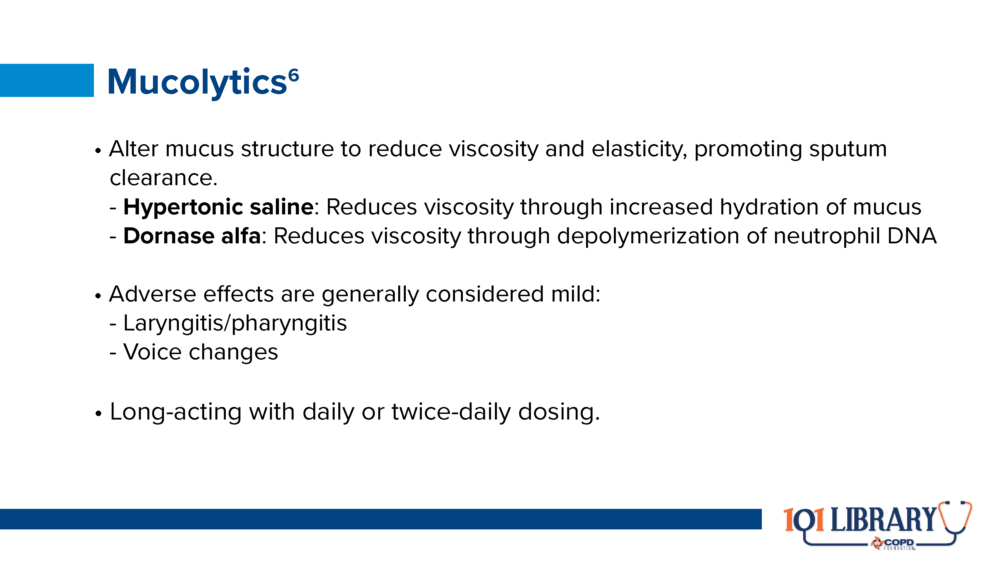 Mucolytics⁶
• Alter mucus structure to reduce viscosity and elasticity, promoting sputum
clearance.
- Hypertonic saline: Reduces viscosity through increased hydration of mucus
- Dornase alfa: Reduces viscosity through depolymerization of neutrophil DNA
• Adverse effects are generally considered mild:
- Laryngitis/pharyngitis
- Voice changes
• Long-acting with daily or twice-daily dosing.
101 LIBRARY
COPD
FOUNDATION®